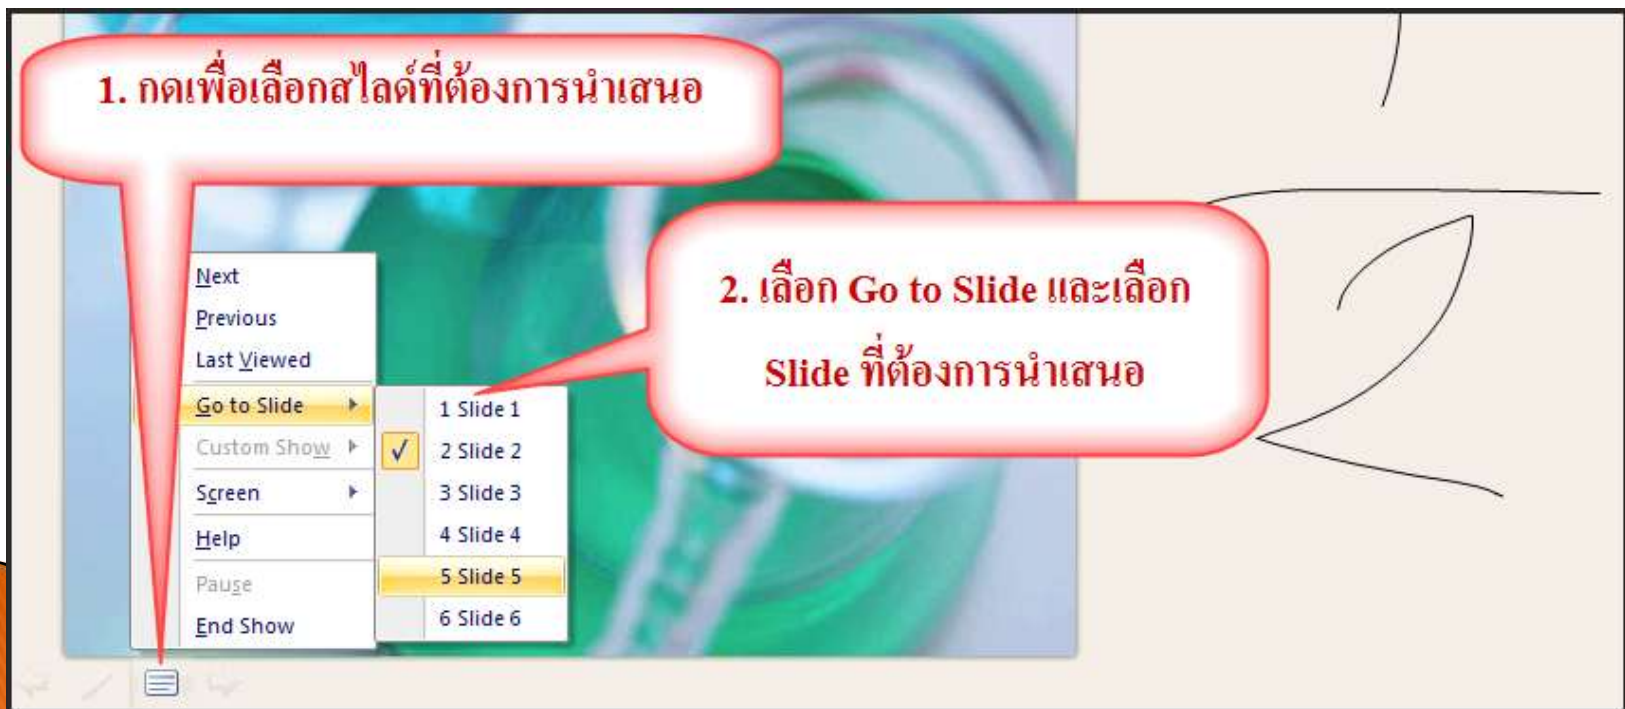 1. กดเพื่อเลือกสไลด์ที่ต้องการนำเสนอ
2. เลือก Go to Slide และเลือก
Slide ที่ต้องการนำเสนอ
Next
Previous
Last Viewed
Go to Slide
Custom Show
Screen
Help
Pause
End Show
1 Slide 1
2 Slide 2
3 Slide 3
4 Slide 4
5 Slide 5
6 Slide 6